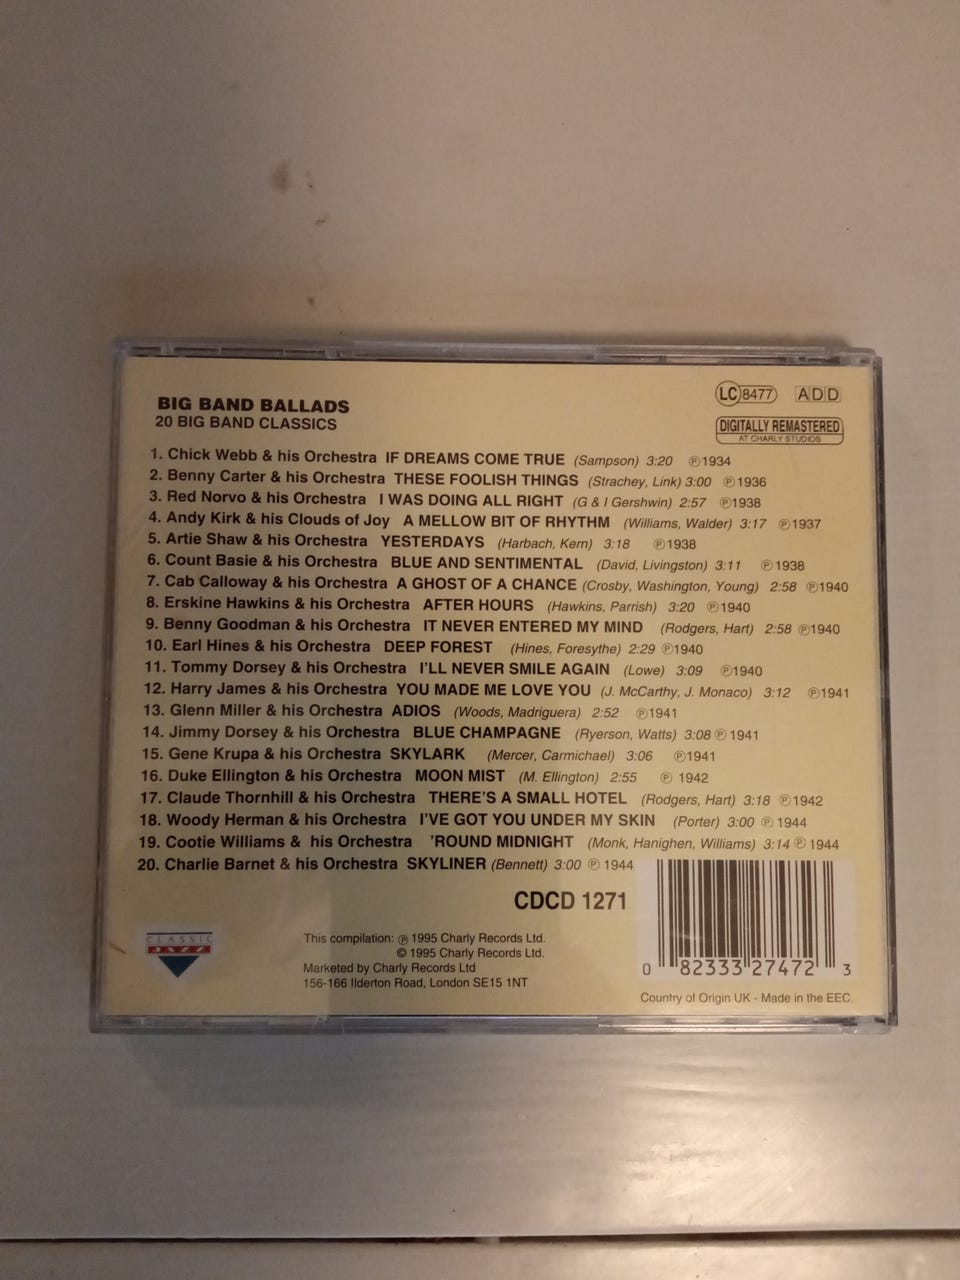 BIG BAND BALLADS
20 BIG BAND CLASSICS
LC 8477 ADD
DIGITALLY REMASTERED
AT CHARLY STUDIOS
1. Chick Webb & his Orchestra IF DREAMS COME TRUE (Sampson) 3:20 ℗1934
2. Benny Carter & his Orchestra THESE FOOLISH THINGS (Strachey, Link) 3:00 ℗1936
3. Red Norvo & his Orchestra I WAS DOING ALL RIGHT (G & I Gershwin) 2:57 ℗1938
4. Andy Kirk & his Clouds of Joy A MELLOW BIT OF RHYTHM (Williams, Walder) 3:17 ℗1937
5. Artie Shaw & his Orchestra YESTERDAYS (Harbach, Kern) 3:18 ℗1938
6. Count Basie & his Orchestra BLUE AND SENTIMENTAL (David, Livingston) 3:11 ℗1938
7. Cab Calloway & his Orchestra A GHOST OF A CHANCE (Crosby, Washington, Young) 2:58 ℗1940
8. Erskine Hawkins & his Orchestra AFTER HOURS (Hawkins, Parrish) 3:20 ℗1940
9. Benny Goodman & his Orchestra IT NEVER ENTERED MY MIND (Rodgers, Hart) 2:58 ℗1940
10. Earl Hines & his Orchestra DEEP FOREST (Hines, Foresythe) 2:29 ℗1940
11. Tommy Dorsey & his Orchestra I'LL NEVER SMILE AGAIN (Lowe) 3:09 ℗1940
12. Harry James & his Orchestra YOU MADE ME LOVE YOU (J. McCarthy, J. Monaco) 3:12 ℗1941
13. Glenn Miller & his Orchestra ADIOS (Woods, Madriguera) 2:52 ℗1941
14. Jimmy Dorsey & his Orchestra BLUE CHAMPAGNE (Ryerson, Watts) 3:08 ℗ 1941
15. Gene Krupa & his Orchestra SKYLARK (Mercer, Carmichael) 3:06 ℗1941
16. Duke Ellington & his Orchestra MOON MIST (M. Ellington) 2:55 ℗ 1942
17. Claude Thornhill & his Orchestra THERE'S A SMALL HOTEL (Rodgers, Hart) 3:18 ℗1942
18. Woody Herman & his Orchestra I'VE GOT YOU UNDER MY SKIN (Porter) 3:00 ℗ 1944
19. Cootie Williams & his Orchestra 'ROUND MIDNIGHT (Monk, Hanighen, Williams) 3:14 ℗ 1944
20. Charlie Barnet & his Orchestra SKYLINER (Bennett) 3:00 ℗ 1944
CDCD 1271
CLASSIC
JAZZ
This compilation: ℗ 1995 Charly Records Ltd.
© 1995 Charly Records Ltd.
Marketed by Charly Records Ltd
156-166 Ilderton Road, London SE15 1NT
0 82333 27472 3
Country of Origin UK - Made in the EEC.